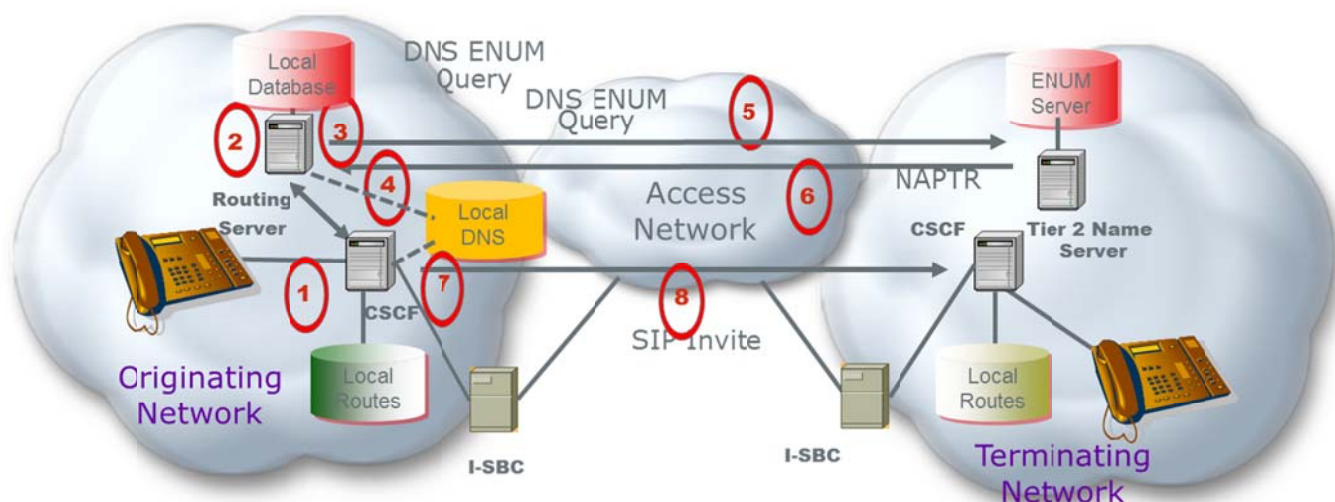 Local
Database
DNS ENUM
Query
DNS ENUM
Query
5
ENUM
Server
2
3
4
6
NAPTR
Routing
Server
Local
DNS
Access
Network
CSCF
Tier 2 Name
Server
1
CSCF
7
8
SIP Invite
Originating
Network
Local
Routes
Local
Routes
I-SBC
I-SBC
Terminating
Network